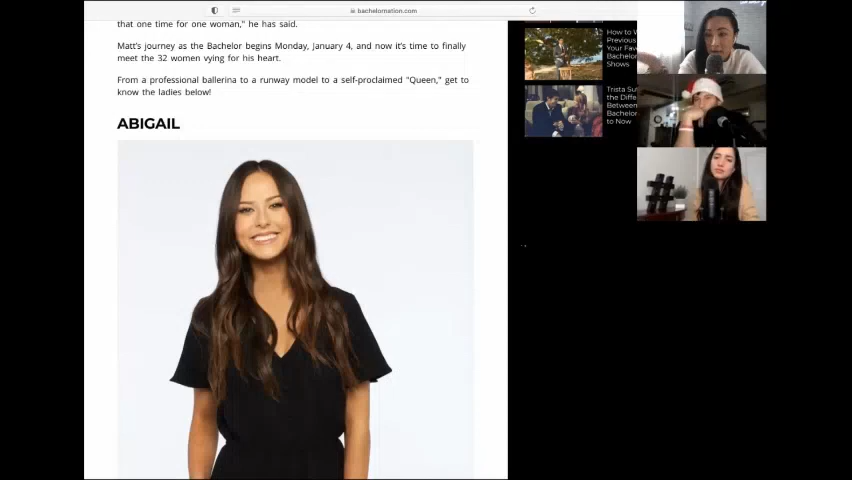 bachelornation.com
that one time for one woman," he has said.
Matt's journey as the Bachelor begins Monday, January 4, and now it's time to finally
meet the 32 women vying for his heart.
From a professional ballerina to a runway model to a self-proclaimed "Queen," get to
know the ladies below!
ABIGAIL
How to W
Previous
Your Fav
Bachelor
Shows
Trista Su
the Diffe
Between
Bachelor
to Now